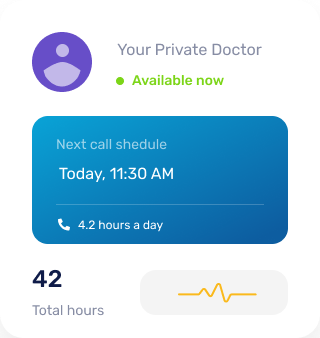 Your Private Doctor
Available now
Next call shedule
Today, 11:30 AM
4.2 hours a day
42
Total hours